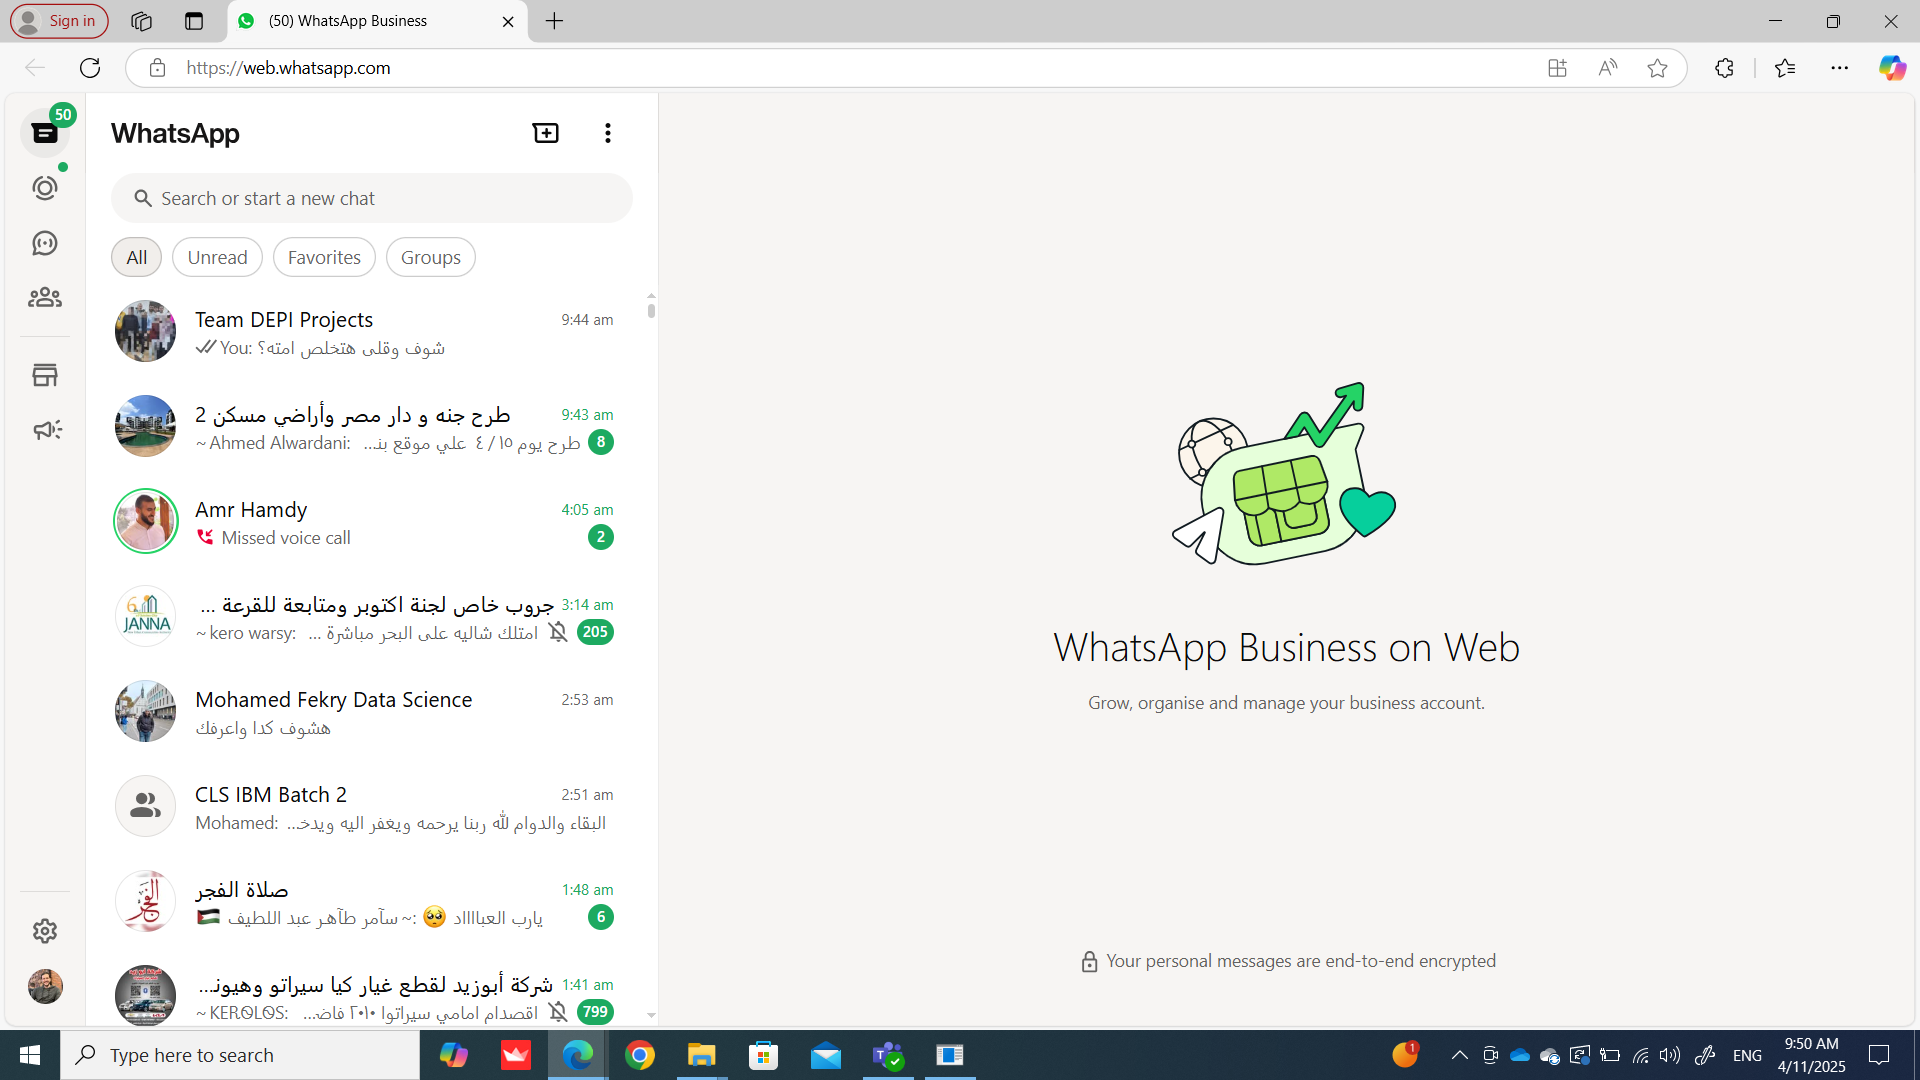 Sign in
(50) WhatsApp Business
https://web.whatsapp.com
50
WhatsApp
Search or start a new chat
All
Unread
Favorites
Groups
Team DEPI Projects
9:44 am
You: شوف وقلى هتخلص امته؟
طرح جنه و دار مصر وأراضي مسكن 2
9:43 am
~ Ahmed Alwardani: طرح يوم ١٥ / ٤ علي موقع بنـ...
8
Amr Hamdy
4:05 am
Missed voice call
2
جروب خاص لجنة اكتوبر ومتابعة للقرعة ...
3:14 am
~ kero warsy: امتلك شاليه على البحر مباشرة ...
205
JANNA
Mohamed Fekry Data Science
2:53 am
هشوف كدا واعرفك
CLS IBM Batch 2
2:51 am
Mohamed: البقاء والدوام لله ربنا يرحمه ويغفر اليه ويدخـ...
صلاة الفجر
1:48 am
~ سآمر طآهـر عبد اللطيف 🇵🇸: 🥺 يارب العبااااد
6
الفجر
شركة أبوزيد لقطع غيار كيا سيراتو وهيونـ...
1:41 am
~ KEROLOS: اقصدام امامي سيراتوا ٢٠١٠ فاضـ...
799
WhatsApp Business on Web
Grow, organise and manage your business account.
Your personal messages are end-to-end encrypted
Type here to search
1
ENG
9:50 AM
4/11/2025